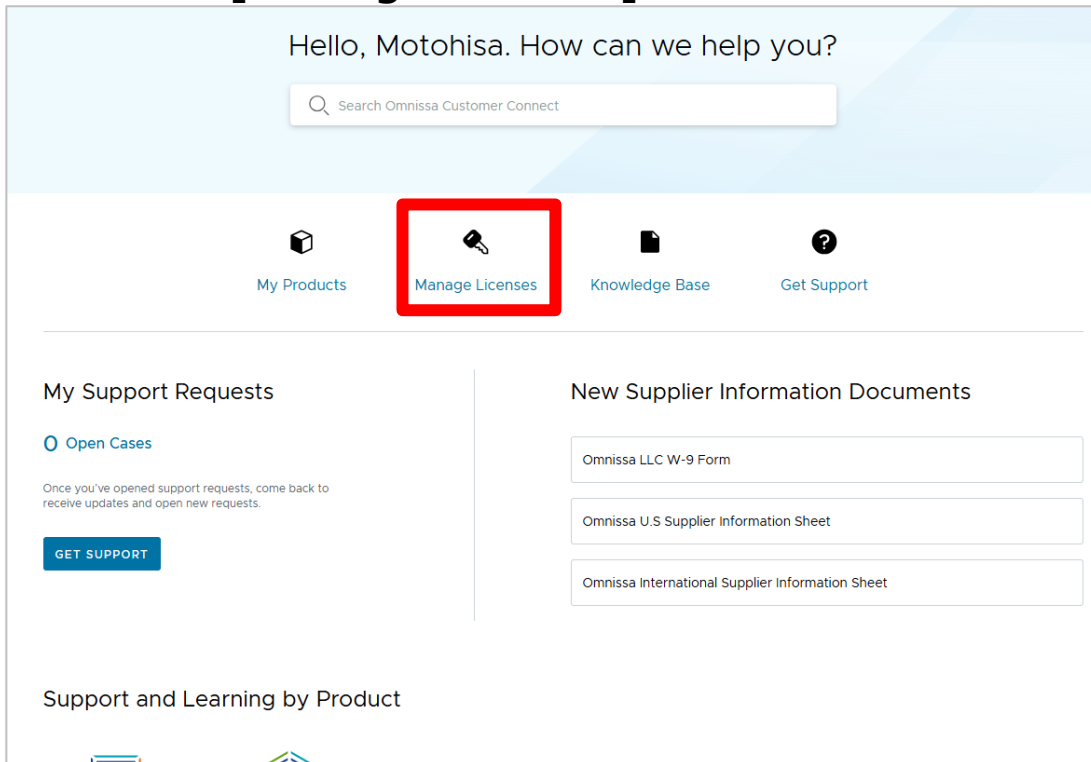 Hello, Motohisa. How can we help you?
Search Omnissa Customer Connect
My Products
Manage Licenses
Knowledge Base
Get Support
My Support Requests
0 Open Cases
Once you've opened support requests, come back to
receive updates and open new requests.
GET SUPPORT
New Supplier Information Documents
Omnissa LLC W-9 Form
Omnissa U.S Supplier Information Sheet
Omnissa International Supplier Information Sheet
Support and Learning by Product